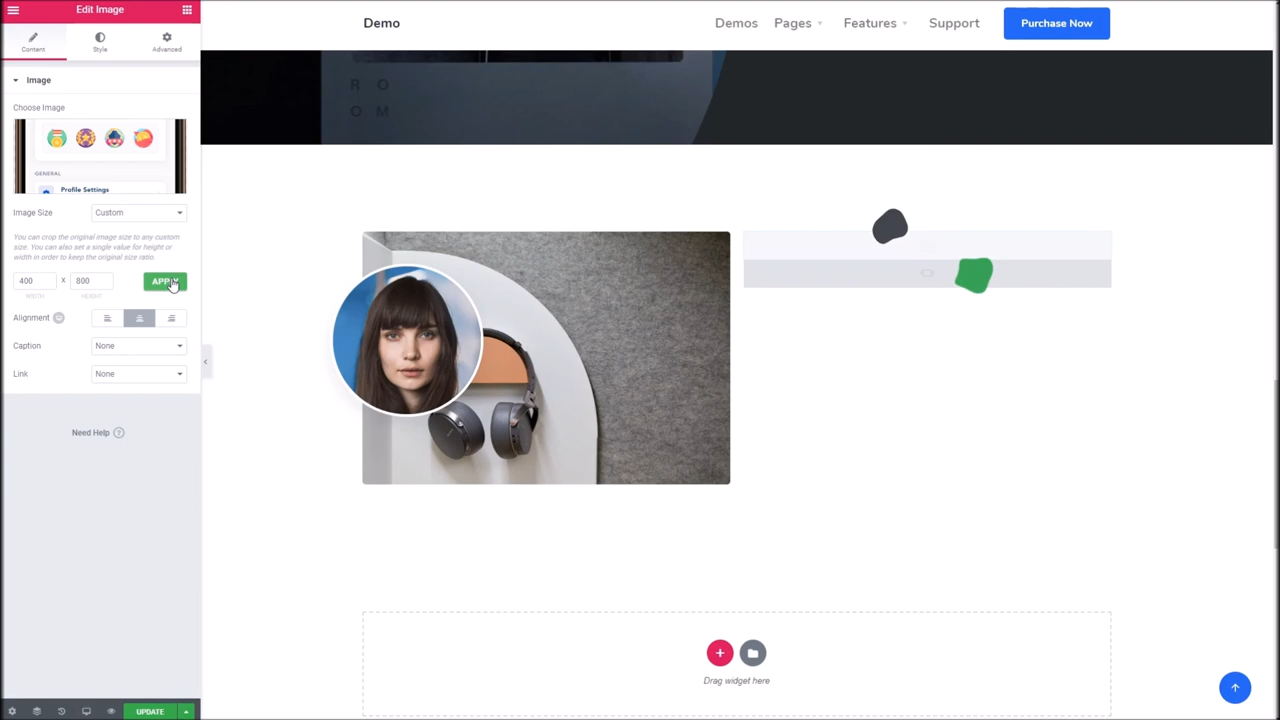 Edit Image
Demo
Demos
Pages
Features
Support
Purchase Now
Content
Style
Advanced
R O
O M
Image
Choose Image
GENERAL
Profile Settings
Image Size
Custom
You can crop the original image size to any custom
size. You can also set a single value for height or
width in order to keep the original size ratio.
400 x 800
WIDTH
HEIGHT
Alignment
Caption
None
Link
None
Need Help
Drag widget here
UPDATE